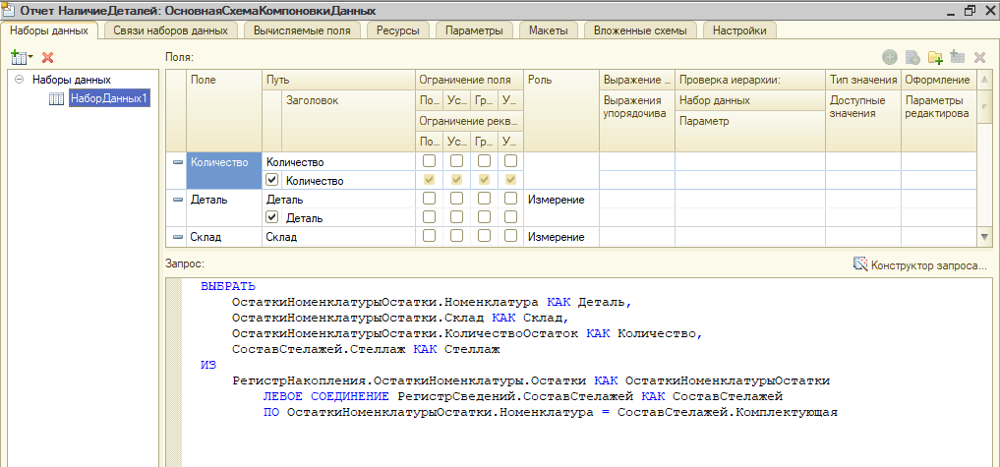 Отчет НаличиеДеталей: ОсновнаяСхемаКомпоновкиДанных
Наборы данных Связи наборов данных Вычисляемые поля Ресурсы Параметры Макеты Вложенные схемы Настройки
Поля:
Наборы данных
НаборДанных1
Поле Путь Ограничение поля Роль Выражение ... Проверка иерархии: Тип значения Оформление
Заголовок По... Ус... Гр... У... Выражения упорядочива Набор данных Доступные значения Параметры редактирова
Ограничение рекв... Параметр
По... Ус... Гр... У...
Количество Количество
Количество
Деталь Деталь Измерение
Деталь
Склад Склад Измерение
Запрос: Конструктор запроса...
ВЫБРАТЬ
ОстаткиНоменклатурыОстатки.Номенклатура КАК Деталь,
ОстаткиНоменклатурыОстатки.Склад КАК Склад,
ОстаткиНоменклатурыОстатки.КоличествоОстаток КАК Количество,
СоставСтелажей.Стеллаж КАК Стеллаж
ИЗ
РегистрНакопления.ОстаткиНоменклатуры.Остатки КАК ОстаткиНоменклатурыОстатки
ЛЕВОЕ СОЕДИНЕНИЕ РегистрСведений.СоставСтелажей КАК СоставСтелажей
ПО ОстаткиНоменклатурыОстатки.Номенклатура = СоставСтелажей.Комплектующая